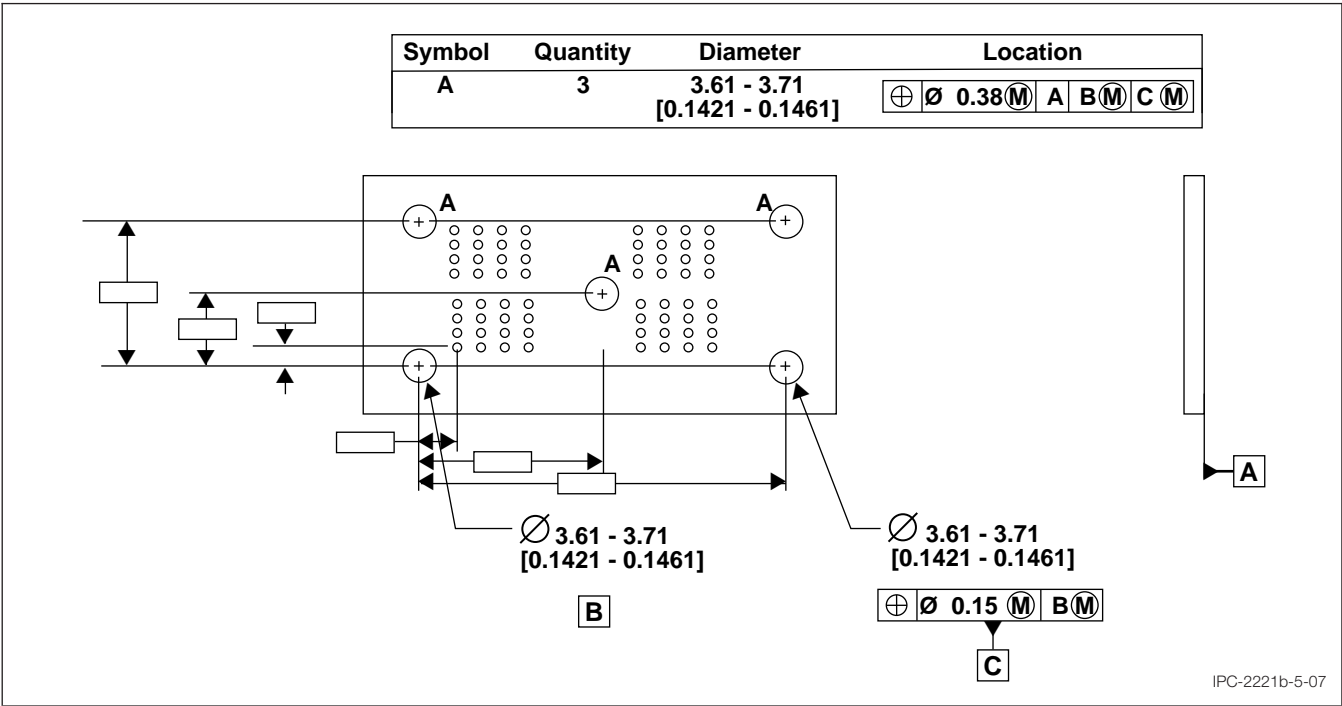 Symbol Quantity Diameter Location
A 3 3.61 - 3.71 ⌖ Ø 0.38 Ⓜ A B Ⓜ C Ⓜ
[0.1421 - 0.1461]
A A
A
A
Ø 3.61 - 3.71
[0.1421 - 0.1461]
B
Ø 3.61 - 3.71
[0.1421 - 0.1461]
⌖ Ø 0.15 Ⓜ B Ⓜ
C
IPC-2221b-5-07